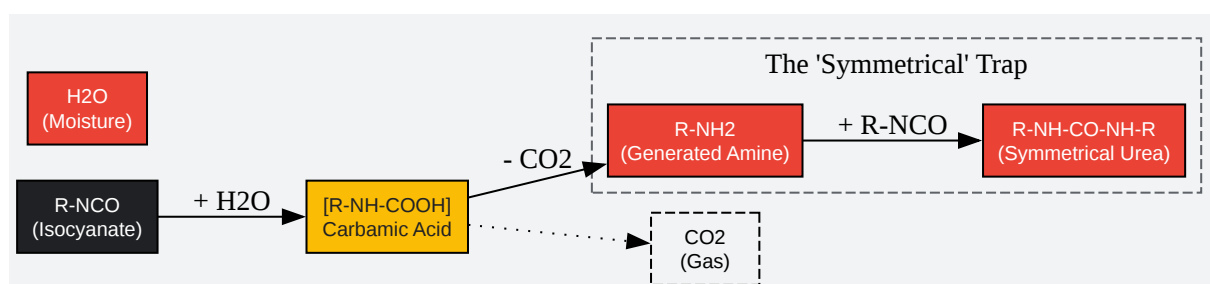 The 'Symmetrical' Trap
H2O
(Moisture)
R-NCO
(Isocyanate)
+ H2O
[R-NH-COOH]
Carbamic Acid
- CO2
R-NH2
(Generated Amine)
+ R-NCO
R-NH-CO-NH-R
(Symmetrical Urea)
CO2
(Gas)